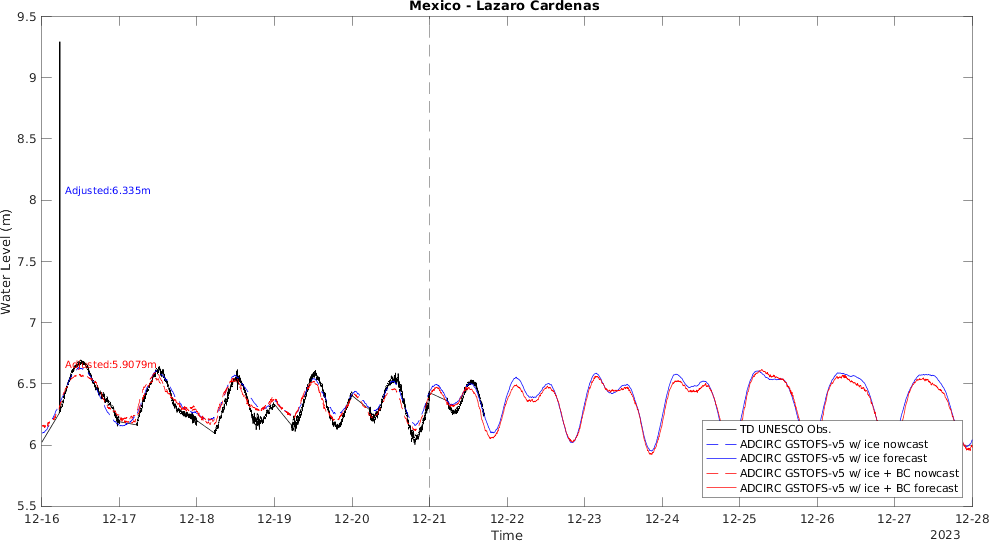 Mexico - Lazaro Cardenas
Water Level (m)
9.5
9
8.5
8
7.5
7
6.5
6
5.5
Adjusted:6.335m
Adjusted:5.9079m
TD UNESCO Obs.
ADCIRC GSTOFS-v5 w/ ice nowcast
ADCIRC GSTOFS-v5 w/ ice forecast
ADCIRC GSTOFS-v5 w/ ice + BC nowcast
ADCIRC GSTOFS-v5 w/ ice + BC forecast
12-16 12-17 12-18 12-19 12-20 12-21 12-22 12-23 12-24 12-25 12-26 12-27 12-28
Time
2023